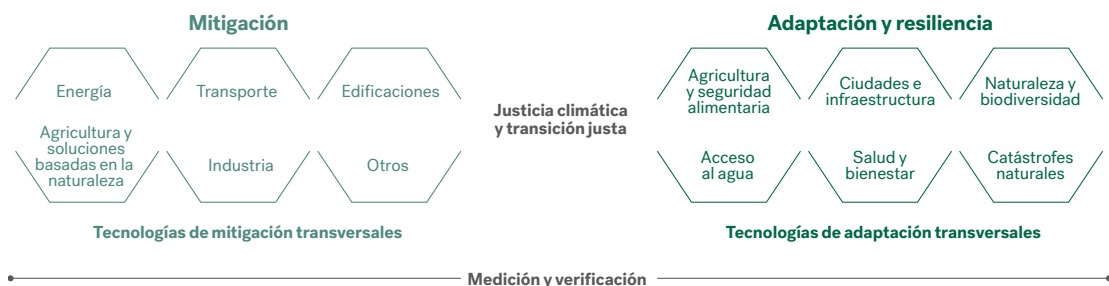 Mitigación
Adaptación y resiliencia
Energía
Transporte
Edificaciones
Agricultura y
soluciones
basadas en la
naturaleza
Industria
Otros
Tecnologías de mitigación transversales
Justicia climática
y transición justa
Agricultura
y seguridad
alimentaria
Ciudades e
infraestructura
Naturaleza y
biodiversidad
Acceso
al agua
Salud y
bienestar
Catástrofes
naturales
Tecnologías de adaptación transversales
Medición y verificación